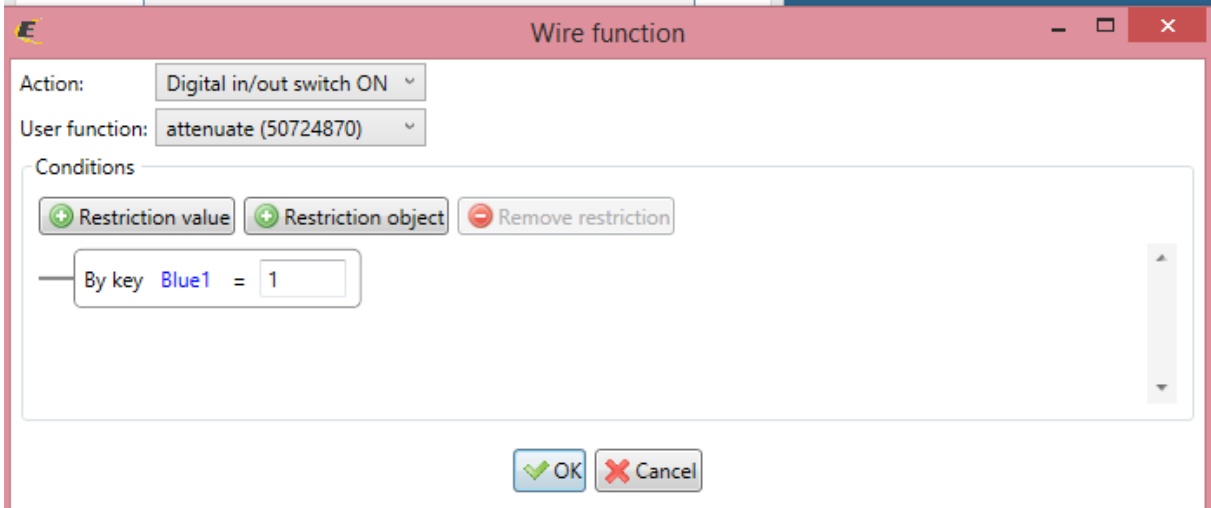 Wire function
Action: Digital in/out switch ON
User function: attenuate (50724870)
Conditions
Restriction value Restriction object Remove restriction
By key Blue1 = 1
OK Cancel